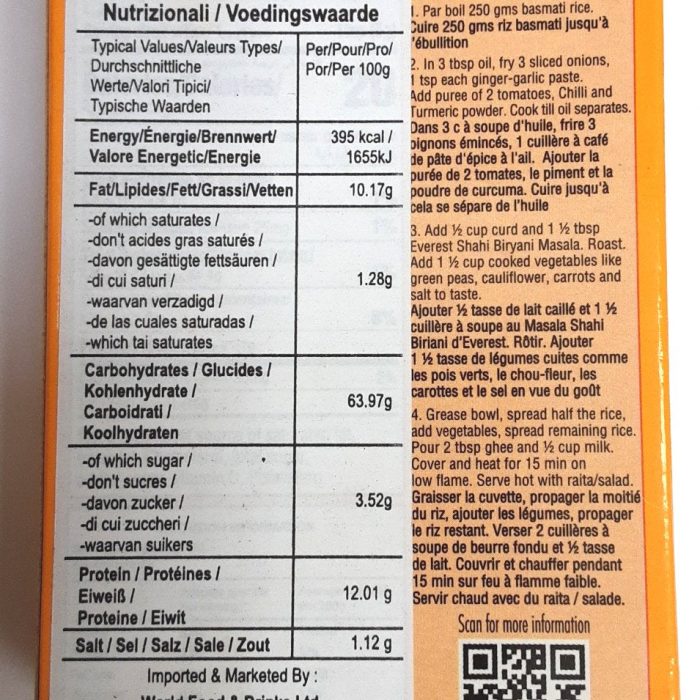 Nutrizionali / Voedingswaarde
Typical Values/Valeurs Types/
Durchschnittliche
Werte/Valori Tipici/
Typische Waarden
Per/Pour/Pro/
Por/Per 100g
Energy/Énergie/Brennwert/
Valore Energetic/Energie
395 kcal /
1655kJ
Fat/Lipides/Fett/Grassi/Vetten
10.17g
-of which saturates /
-don't acides gras saturés /
-davon gesättigte fettsäuren /
-di cui saturi /
-waarvan verzadigd /
-de las cuales saturadas /
-which tai saturates
1.28g
Carbohydrates / Glucides /
Kohlenhydrate /
Carboidrati /
Koolhydraten
63.97g
-of which sugar /
-don't sucres /
-davon zucker /
-di cui zuccheri /
-waarvan suikers
3.52g
Protein / Protéines /
Eiweiß /
Proteine / Eiwit
12.01 g
Salt / Sel / Salz / Sale / Zout
1.12 g
Imported & Marketed By :
World Food & Drinks Ltd
1. Par boil 250 gms basmati rice.
Cuire 250 gms riz basmati jusqu'à
l'ébullition
2. In 3 tbsp oil, fry 3 sliced onions,
1 tsp each ginger-garlic paste.
Add puree of 2 tomatoes, Chilli and
Turmeric powder. Cook till oil separates.
Dans 3 c à soupe d'huile, frire 3
oignons émincés, 1 cuillère à café
de pâte d'épice à l'ail. Ajouter la
purée de 2 tomates, le piment et la
poudre de curcuma. Cuire jusqu'à
cela se sépare de l'huile
3. Add ½ cup curd and 1 ½ tbsp
Everest Shahi Biryani Masala. Roast.
Add 1 ½ cup cooked vegetables like
green peas, cauliflower, carrots and
salt to taste.
Ajouter ½ tasse de lait caillé et 1 ½
cuillère à soupe au Masala Shahi
Biriani d'Everest. Rôtir. Ajouter
1 ½ tasse de légumes cuites comme
les pois verts, le chou-fleur, les
carottes et le sel en vue du goût
4. Grease bowl, spread half the rice,
add vegetables, spread remaining rice.
Pour 2 tbsp ghee and ½ cup milk.
Cover and heat for 15 min on
low flame. Serve hot with raita/salad.
Graisser la cuvette, propager la moitié
du riz, ajouter les légumes, propager
le riz restant. Verser 2 cuillères à
soupe de beurre fondu et ½ tasse
de lait. Couvrir et chauffer pendant
15 min sur feu à flamme faible.
Servir chaud avec du raita / salade.
Scan for more information